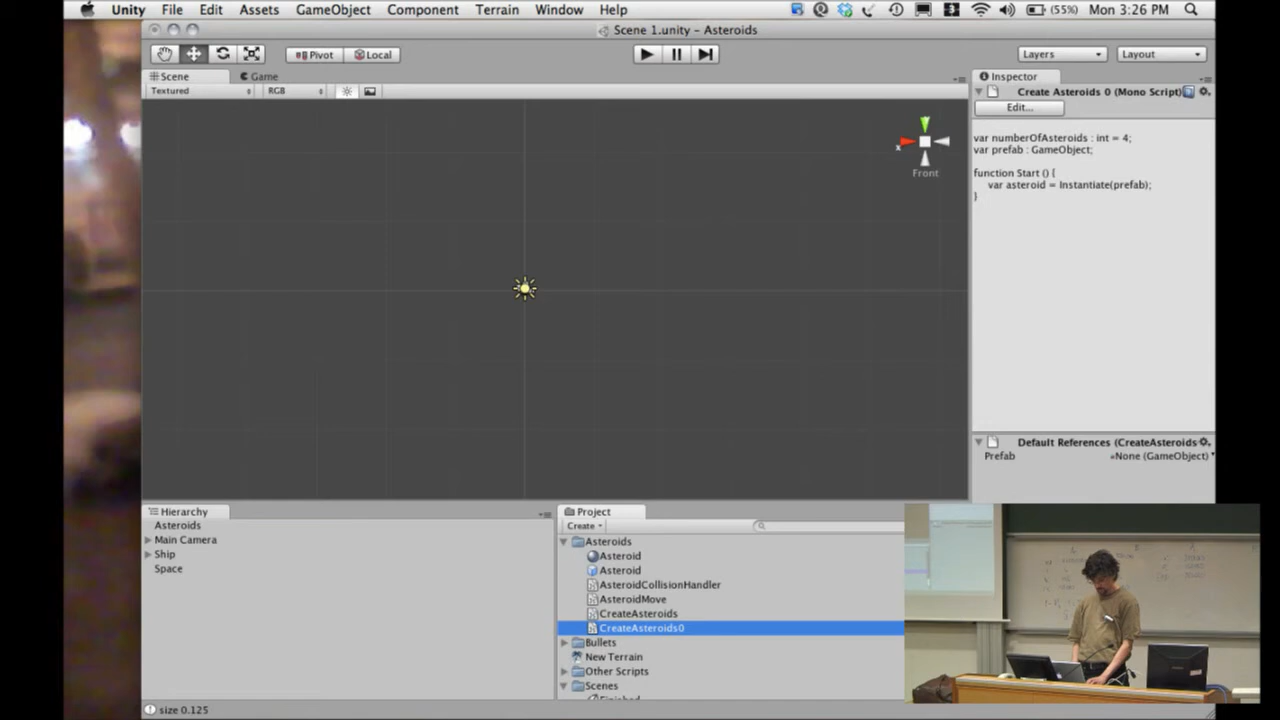 Unity File Edit Assets GameObject Component Terrain Window Help (55%) Mon 3:26 PM
Scene 1.unity – Asteroids
Pivot Local Layers Layout
Scene Game Inspector
Textured RGB Create Asteroids 0 (Mono Script)
Edit...
var numberOfAsteroids : int = 4;
var prefab : GameObject;
function Start () {
var asteroid = Instantiate(prefab);
}
y
x
Front
Default References (CreateAsteroids
Prefab None (GameObject)
Hierarchy
Asteroids
Main Camera
Ship
Space
Project
Create
Asteroids
Asteroid
Asteroid
AsteroidCollisionHandler
AsteroidMove
CreateAsteroids
CreateAsteroids0
Bullets
New Terrain
Other Scripts
Scenes
Finished
size 0.125